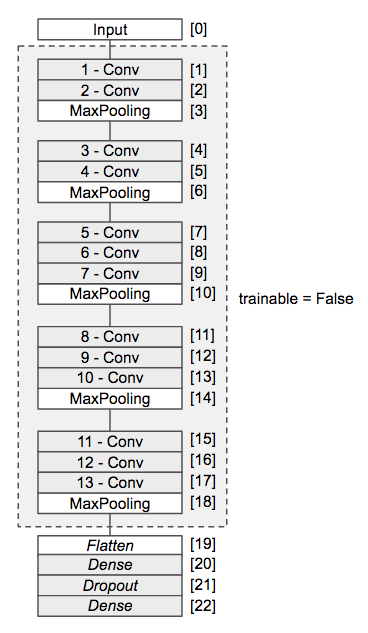 Input [0]
1 - Conv [1]
2 - Conv [2]
MaxPooling [3]
3 - Conv [4]
4 - Conv [5]
MaxPooling [6]
5 - Conv [7]
6 - Conv [8]
7 - Conv [9]
MaxPooling [10]
trainable = False
8 - Conv [11]
9 - Conv [12]
10 - Conv [13]
MaxPooling [14]
11 - Conv [15]
12 - Conv [16]
13 - Conv [17]
MaxPooling [18]
Flatten [19]
Dense [20]
Dropout [21]
Dense [22]